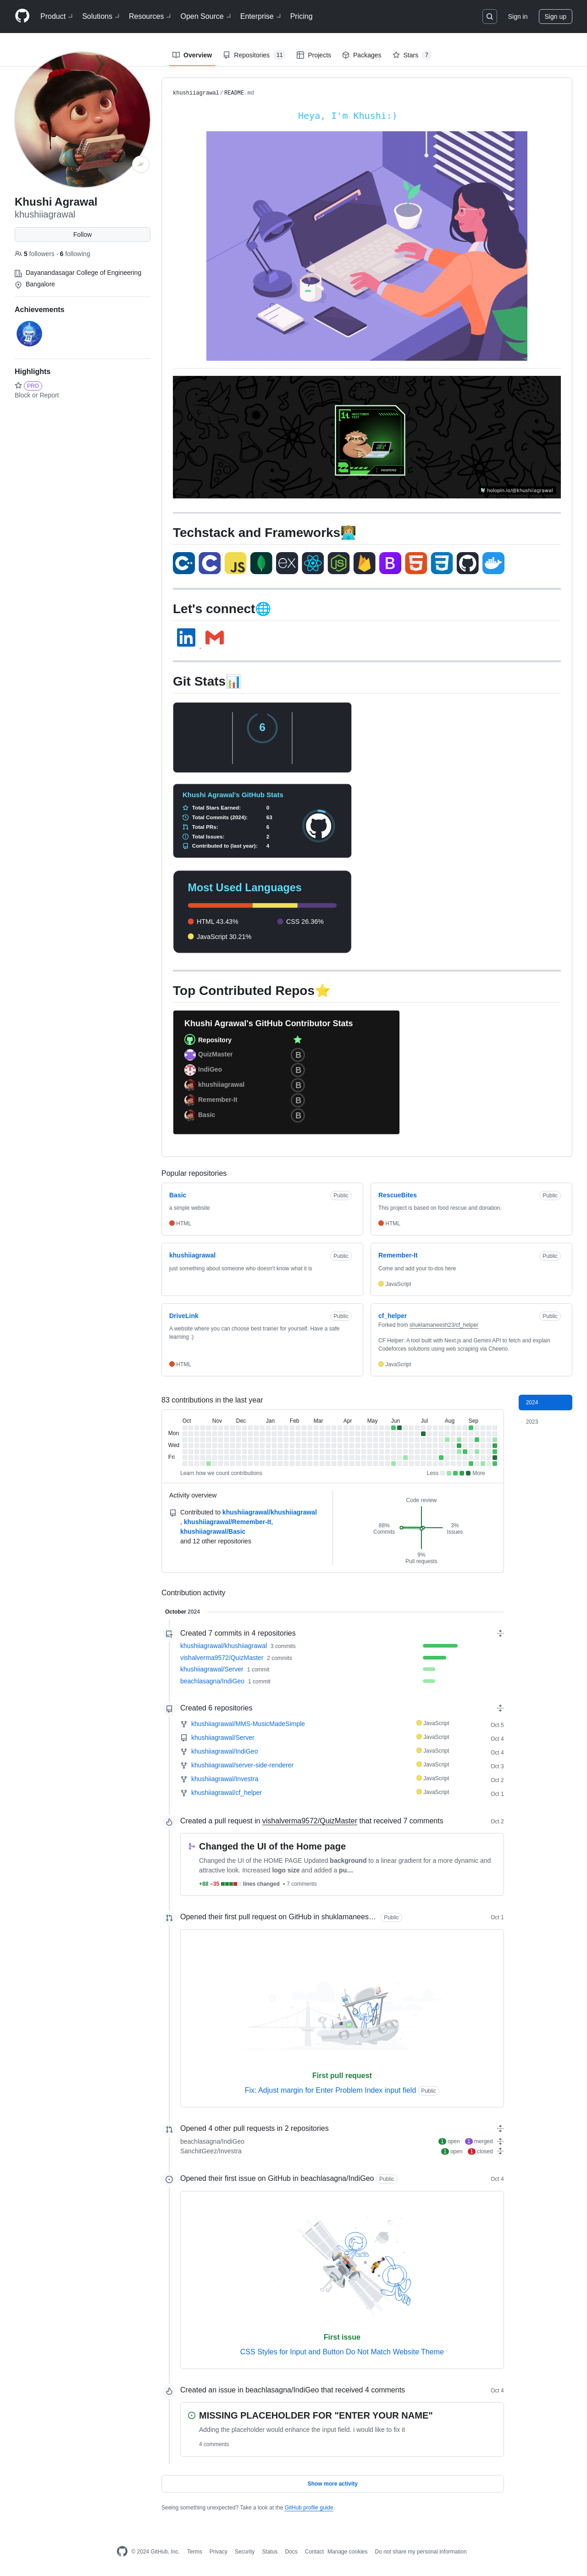 Product Solutions Resources Open Source Enterprise Pricing Sign in Sign up
Overview Repositories 11 Projects Packages Stars 7
Khushi Agrawal
khushiiagrawal
Follow
5 followers · 6 following
Dayanandasagar College of Engineering
Bangalore
Achievements
Highlights
PRO
Block or Report
khushiiagrawal / README.md
Heya, I'm Khushi:)
holopin.io/@khushiiagrawal
Techstack and Frameworks
JS EX JS B
Let's connect
in
Git Stats
6
Khushi Agrawal's GitHub Stats
Total Stars Earned: 0
Total Commits (2024): 63
Total PRs: 6
Total Issues: 2
Contributed to (last year): 4
Most Used Languages
HTML 43.43% CSS 26.36%
JavaScript 30.21%
Top Contributed Repos⭐
Khushi Agrawal's GitHub Contributor Stats
Repository
QuizMaster B
IndiGeo B
khushiiagrawal B
Remember-It B
Basic B
Popular repositories
Basic Public
a simple website
HTML
RescueBites Public
This project is based on food rescue and donation.
HTML
khushiiagrawal Public
just something about someone who doesn't know what it is
Remember-It Public
Come and add your to-dos here
JavaScript
DriveLink Public
A website where you can choose best trainer for yourself. Have a safe
learning :)
HTML
cf_helper Public
Forked from shuklamaneesh23/cf_helper
CF Helper: A tool built with Next.js and Gemini API to fetch and explain
Codeforces solutions using web scraping via Cheerio.
JavaScript
83 contributions in the last year
2024
2023
Oct Nov Dec Jan Feb Mar Apr May Jun Jul Aug Sep
Mon
Wed
Fri
Learn how we count contributions Less More
Activity overview
Contributed to khushiiagrawal/khushiiagrawal
, khushiiagrawal/Remember-It,
khushiiagrawal/Basic
and 12 other repositories
Code review
88%
Commits
3%
Issues
9%
Pull requests
Contribution activity
October 2024
Created 7 commits in 4 repositories
khushiiagrawal/khushiiagrawal 3 commits
vishalverma9572/QuizMaster 2 commits
khushiiagrawal/Server 1 commit
beachlasagna/IndiGeo 1 commit
Created 6 repositories
khushiiagrawal/MMS-MusicMadeSimple JavaScript Oct 5
khushiiagrawal/Server JavaScript Oct 4
khushiiagrawal/IndiGeo JavaScript Oct 4
khushiiagrawal/server-side-renderer JavaScript Oct 3
khushiiagrawal/Investra JavaScript Oct 2
khushiiagrawal/cf_helper JavaScript Oct 1
Created a pull request in vishalverma9572/QuizMaster that received 7 comments Oct 2
Changed the UI of the Home page
Changed the UI of the HOME PAGE Updated background to a linear gradient for a more dynamic and
attractive look. Increased logo size and added a pu…
+88 −35 lines changed • 7 comments
Opened their first pull request on GitHub in shuklamanees… Public Oct 1
First pull request
Fix: Adjust margin for Enter Problem Index input field Public
Opened 4 other pull requests in 2 repositories
beachlasagna/IndiGeo 1 open 1 merged
SanchitGeez/Investra 1 open 1 closed
Opened their first issue on GitHub in beachlasagna/IndiGeo Public Oct 4
First issue
CSS Styles for Input and Button Do Not Match Website Theme
Created an issue in beachlasagna/IndiGeo that received 4 comments Oct 4
MISSING PLACEHOLDER FOR "ENTER YOUR NAME"
Adding the placeholder would enhance the input field. i would like to fix it
4 comments
Show more activity
Seeing something unexpected? Take a look at the GitHub profile guide.
© 2024 GitHub, Inc. Terms Privacy Security Status Docs Contact Manage cookies Do not share my personal information